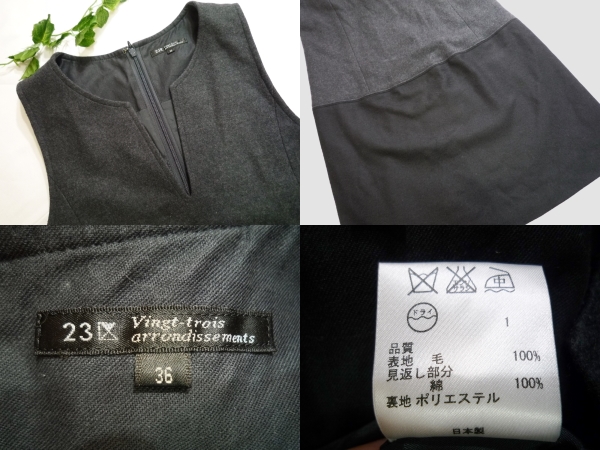 23区 Vingt-trois
arrondissements
36
中
ドライ
1
品質
表地 毛 100%
見返し部分
綿 100%
裏地 ポリエステル
日本製